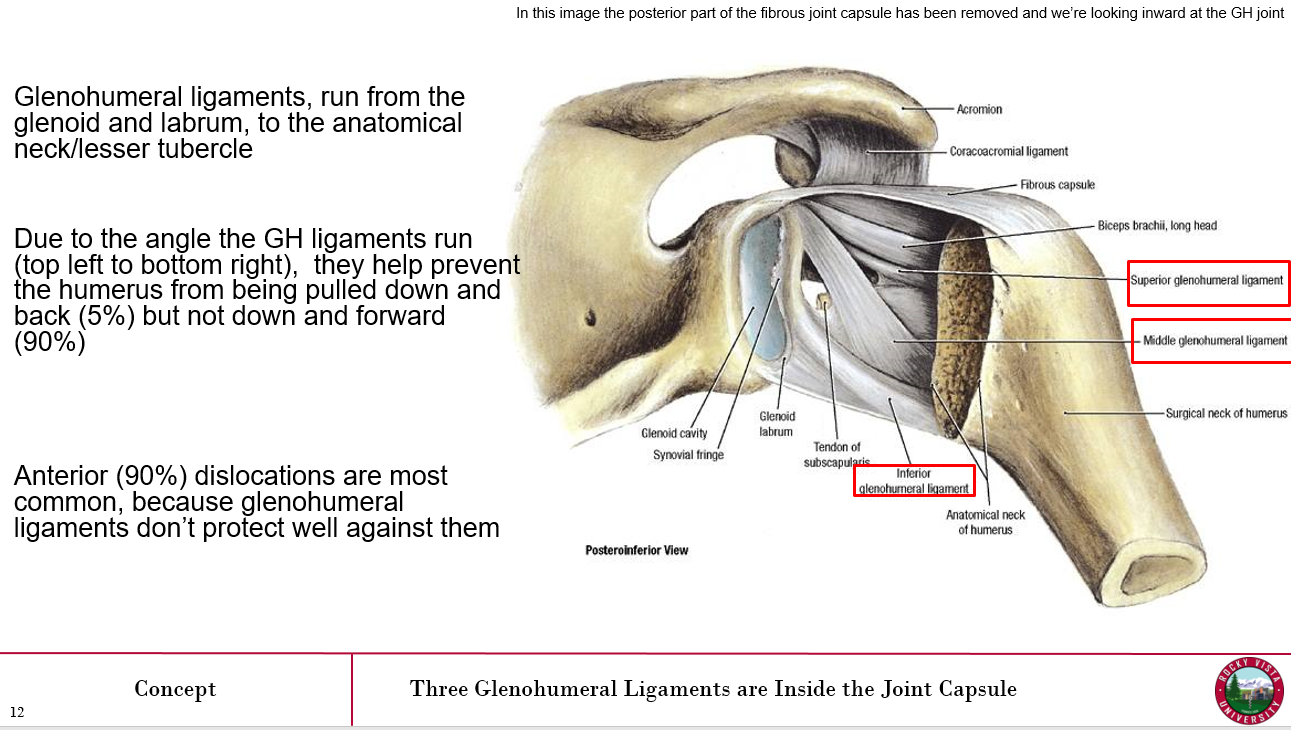 In this image the posterior part of the fibrous joint capsule has been removed and we're looking inward at the GH joint
Glenohumeral ligaments, run from the
glenoid and labrum, to the anatomical
neck/lesser tubercle
Due to the angle the GH ligaments run
(top left to bottom right),  they help prevent
the humerus from being pulled down and
back (5%) but not down and forward
(90%)
Anterior (90%) dislocations are most
common, because glenohumeral
ligaments don't protect well against them
Acromion
Coracoacromial ligament
Fibrous capsule
Biceps brachii, long head
Superior glenohumeral ligament
Middle glenohumeral ligament
Surgical neck of humerus
Glenoid cavity
Synovial fringe
Glenoid
labrum
Tendon of
subscapularis
Inferior
glenohumeral ligament
Anatomical neck
of humerus
Posteroinferior View
Concept
Three Glenohumeral Ligaments are Inside the Joint Capsule
12
ROCKY VISTA
UNIVERSITY